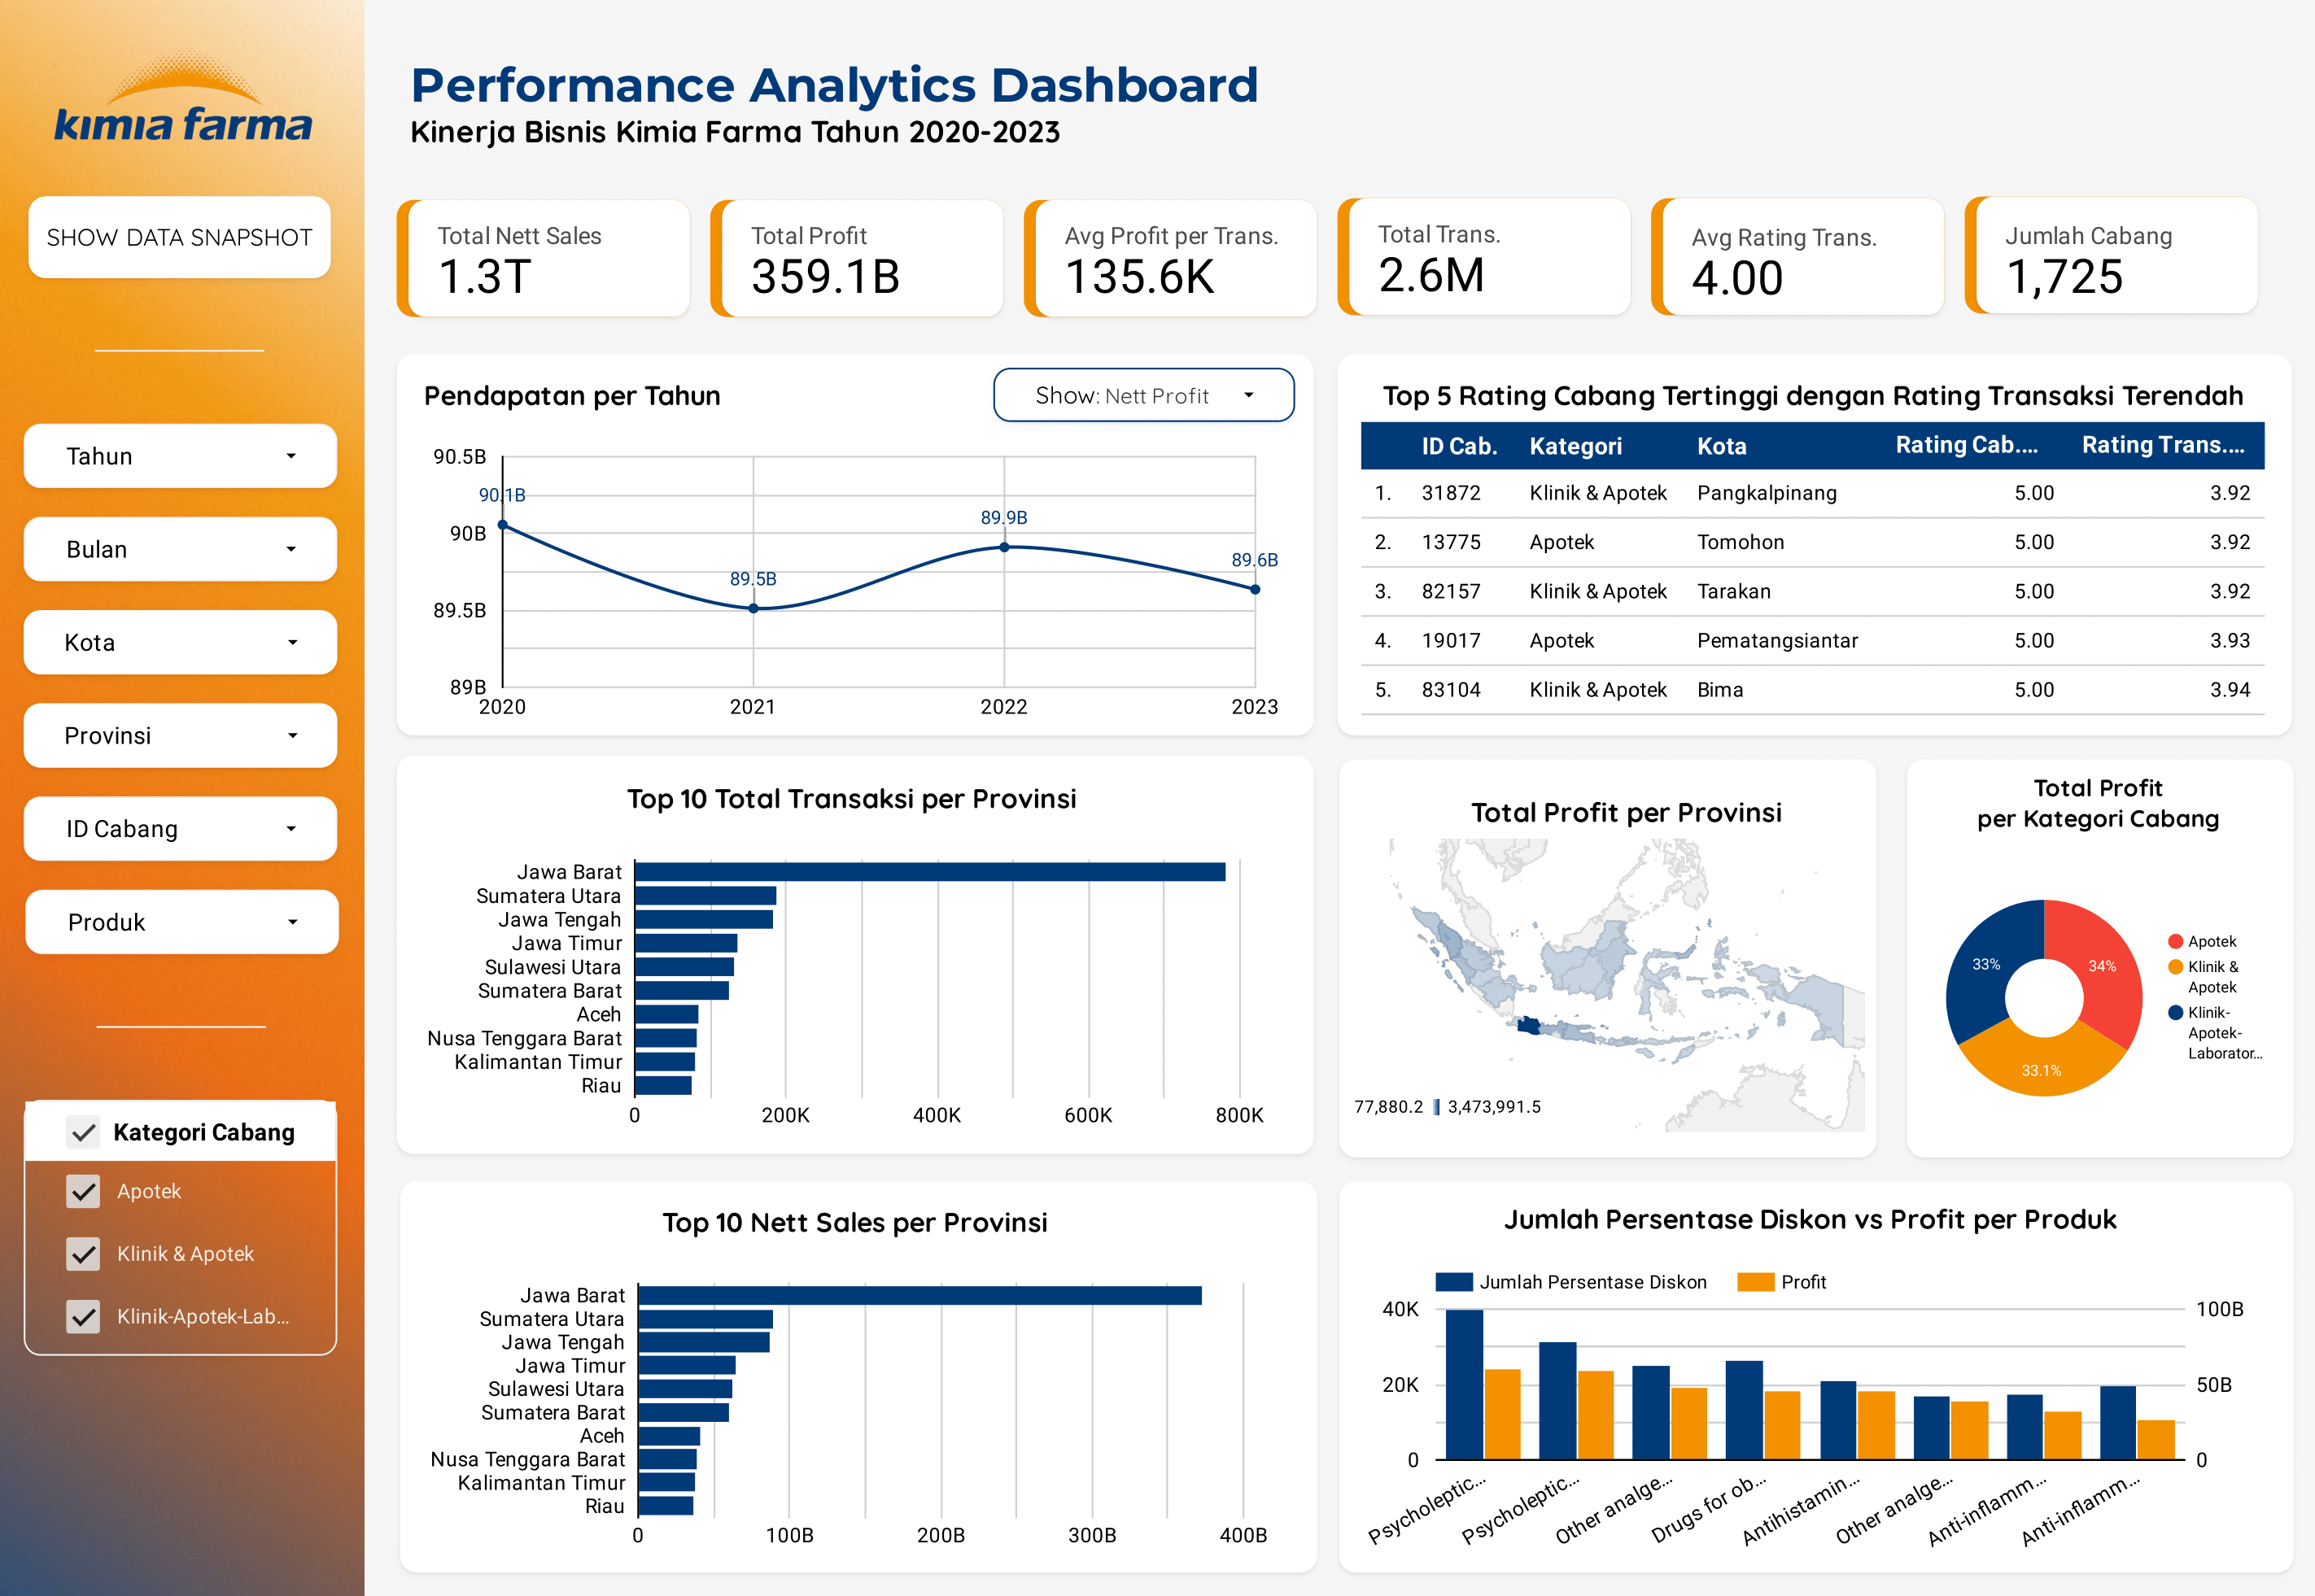 kimia farma
SHOW DATA SNAPSHOT
Tahun
Bulan
Kota
Provinsi
ID Cabang
Produk
Kategori Cabang
Apotek
Klinik & Apotek
Klinik-Apotek-Lab...
Performance Analytics Dashboard
Kinerja Bisnis Kimia Farma Tahun 2020-2023
Total Nett Sales
1.3T
Total Profit
359.1B
Avg Profit per Trans.
135.6K
Total Trans.
2.6M
Avg Rating Trans.
4.00
Jumlah Cabang
1,725
Pendapatan per Tahun
Show: Nett Profit
90.5B
90B
89.5B
89B
90.1B
89.5B
89.9B
89.6B
2020 2021 2022 2023
Top 5 Rating Cabang Tertinggi dengan Rating Transaksi Terendah
ID Cab. Kategori Kota Rating Cab.... Rating Trans....
1. 31872 Klinik & Apotek Pangkalpinang 5.00 3.92
2. 13775 Apotek Tomohon 5.00 3.92
3. 82157 Klinik & Apotek Tarakan 5.00 3.92
4. 19017 Apotek Pematangsiantar 5.00 3.93
5. 83104 Klinik & Apotek Bima 5.00 3.94
Top 10 Total Transaksi per Provinsi
Jawa Barat
Sumatera Utara
Jawa Tengah
Jawa Timur
Sulawesi Utara
Sumatera Barat
Aceh
Nusa Tenggara Barat
Kalimantan Timur
Riau
0 200K 400K 600K 800K
Total Profit per Provinsi
77,880.2 3,473,991.5
Total Profit
per Kategori Cabang
33%
34%
33.1%
Apotek
Klinik &
Apotek
Klinik-
Apotek-
Laborator...
Top 10 Nett Sales per Provinsi
Jawa Barat
Sumatera Utara
Jawa Tengah
Jawa Timur
Sulawesi Utara
Sumatera Barat
Aceh
Nusa Tenggara Barat
Kalimantan Timur
Riau
0 100B 200B 300B 400B
Jumlah Persentase Diskon vs Profit per Produk
Jumlah Persentase Diskon Profit
40K 100B
20K 50B
0 0
Psycholeptic...
Psycholeptic...
Other analge...
Drugs for ob...
Antihistamin...
Other analge...
Anti-inflamm...
Anti-inflamm...